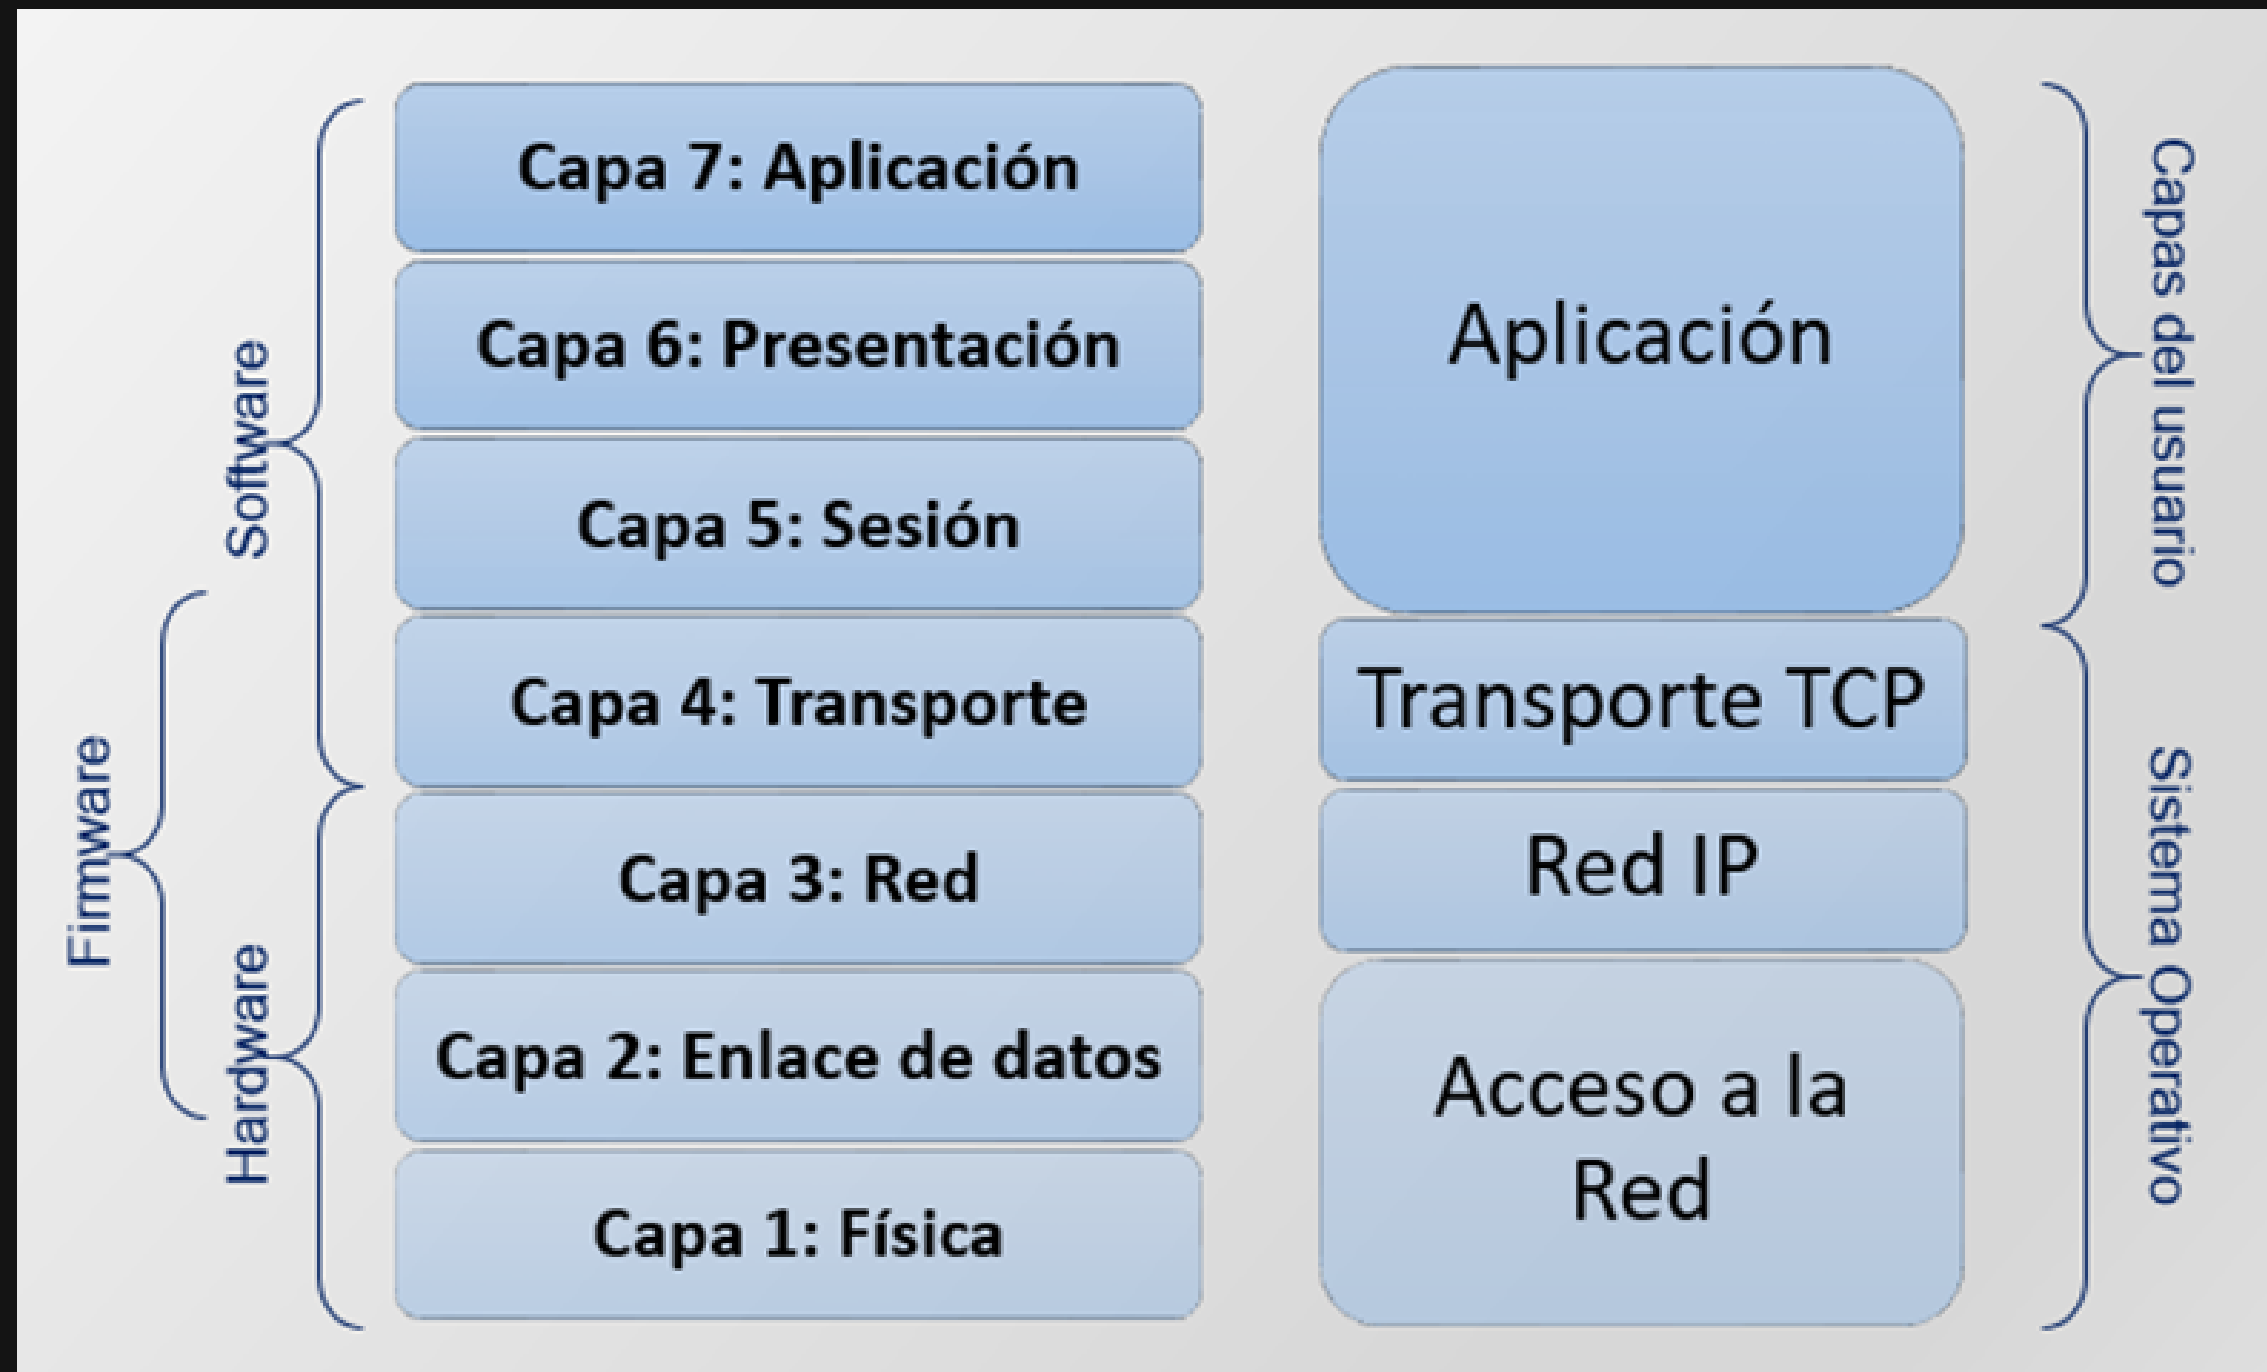 Software
Hardware
Firmware
Capa 7: Aplicación
Capa 6: Presentación
Capa 5: Sesión
Capa 4: Transporte
Capa 3: Red
Capa 2: Enlace de datos
Capa 1: Física
Aplicación
Transporte TCP
Red IP
Acceso a la
Red
Capas del usuario
Sistema Operativo